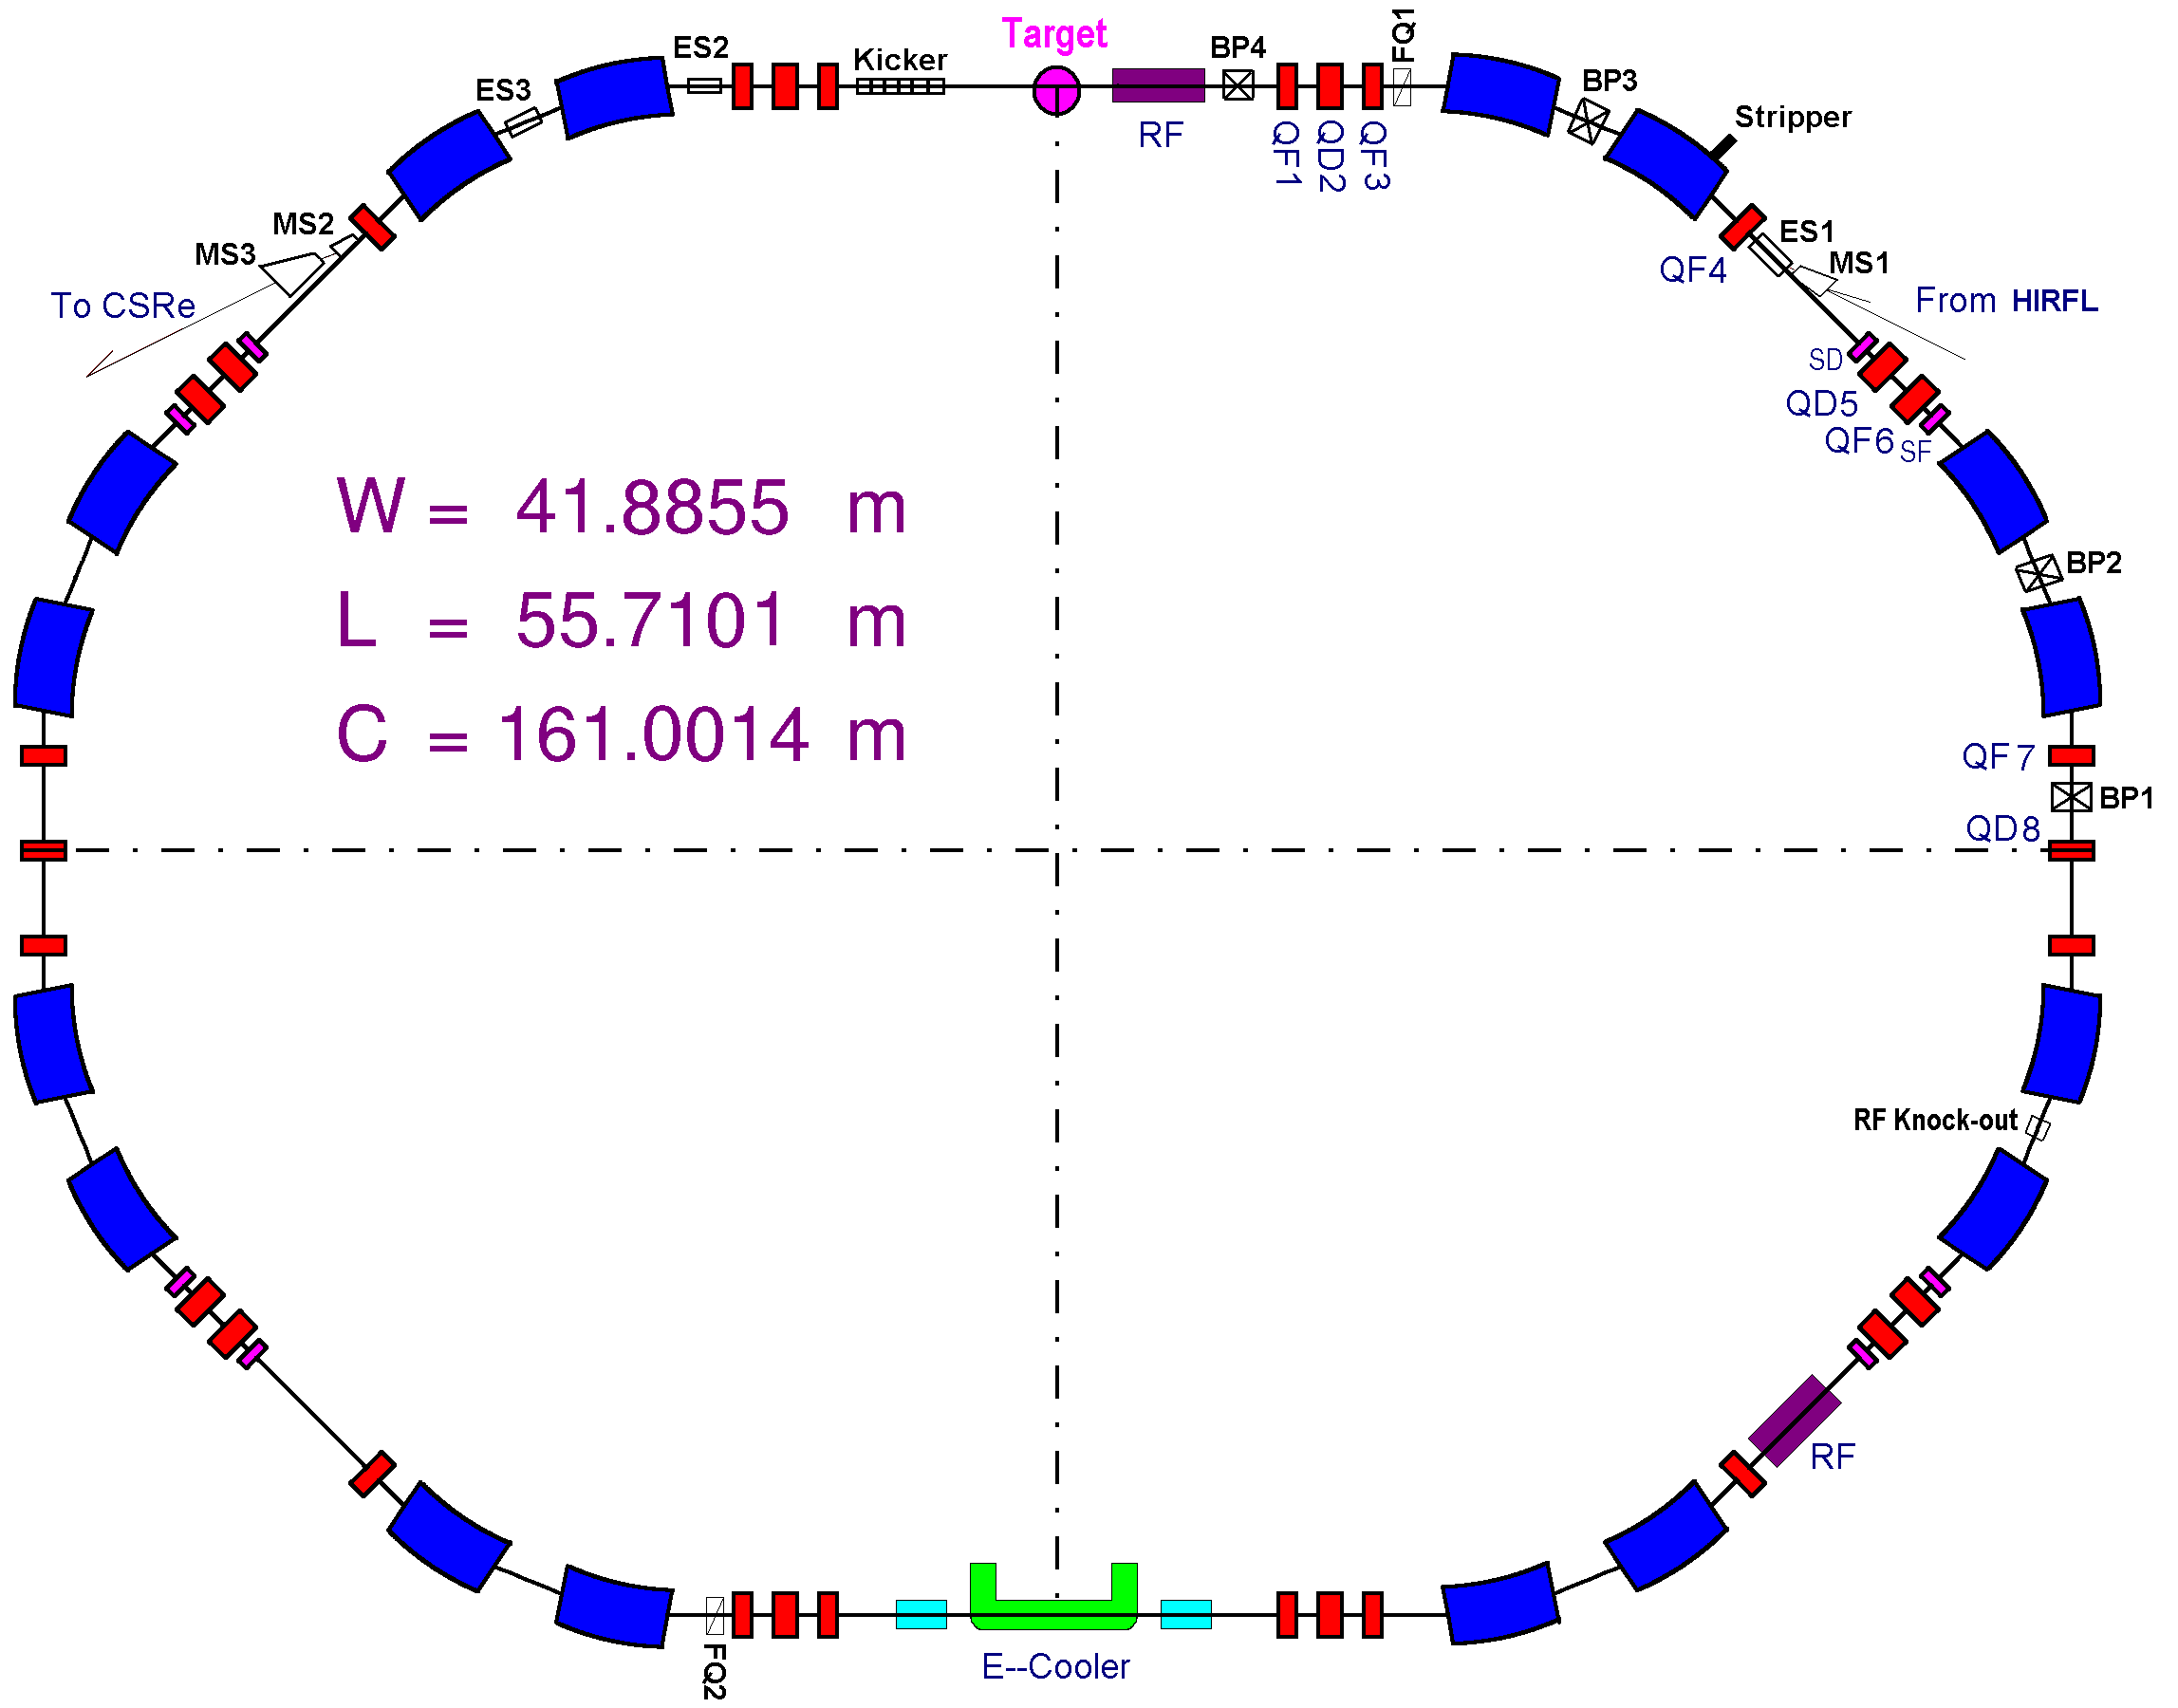 Target
FQ1
ES2
Kicker
BP4
ES3
BP3
Stripper
RF
QF1
QD2
QF3
MS2
MS3
ES1
MS1
QF4
To CSRe
From HIRFL
SD
QD5
QF6
SF
W = 41.8855 m
BP2
L = 55.7101 m
C = 161.0014 m
QF7
BP1
QD8
RF Knock-out
RF
FQ2
E--Cooler